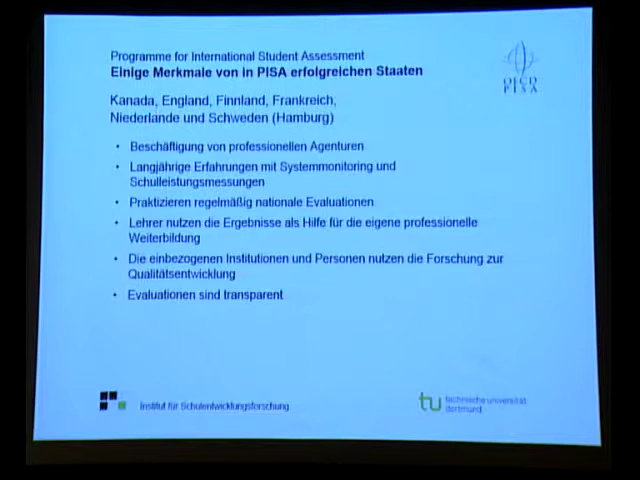 Programme for International Student Assessment
Einige Merkmale von in PISA erfolgreichen Staaten
OECD
PISA
Kanada, England, Finnland, Frankreich,
Niederlande und Schweden (Hamburg)
• Beschäftigung von professionellen Agenturen
• Langjährige Erfahrungen mit Systemmonitoring und
Schulleistungsmessungen
• Praktizieren regelmäßig nationale Evaluationen
• Lehrer nutzen die Ergebnisse als Hilfe für die eigene professionelle
Weiterbildung
• Die einbezogenen Institutionen und Personen nutzen die Forschung zur
Qualitätsentwicklung
• Evaluationen sind transparent
Institut für Schulentwicklungsforschung
tu technische universität
dortmund